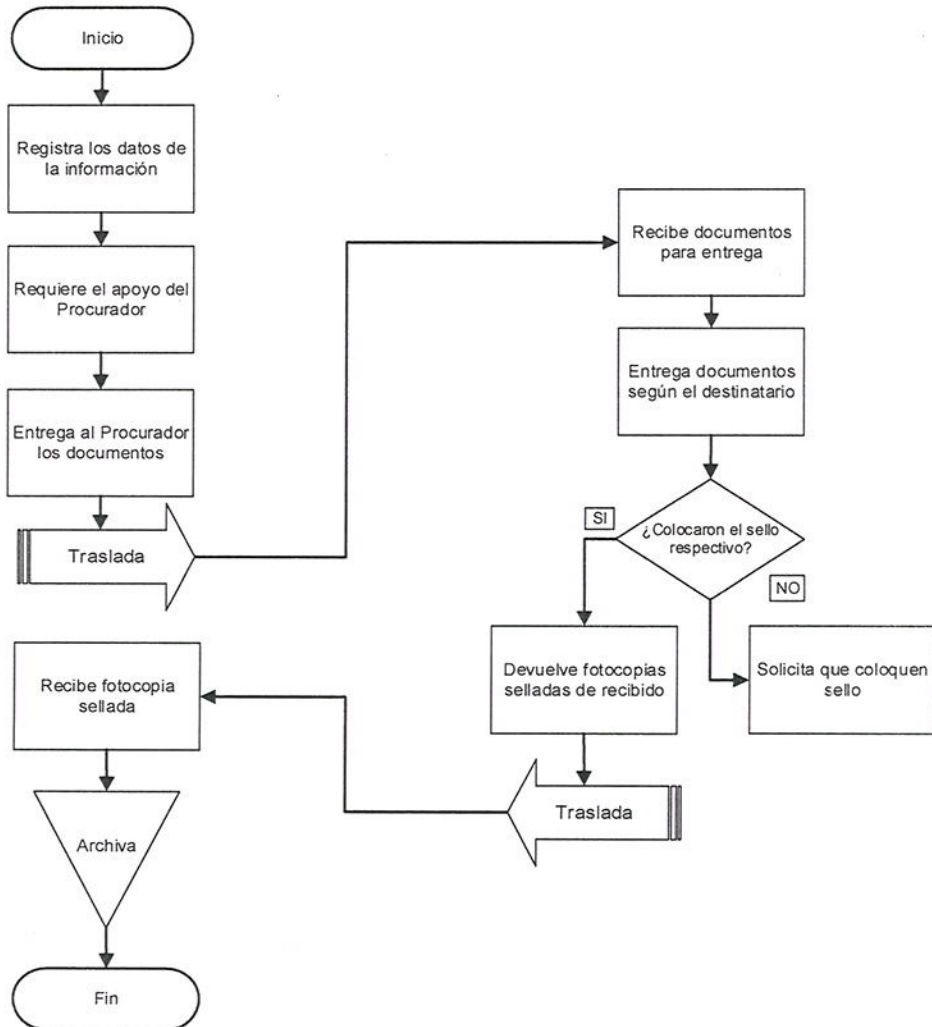 Inicio
Registra los datos de
la información
Requiere el apoyo del
Procurador
Entrega al Procurador
los documentos
Traslada
Recibe documentos
para entrega
Entrega documentos
según el destinatario
¿Colocaron el sello
respectivo?
SI
NO
Devuelve fotocopias
selladas de recibido
Solicita que coloquen
sello
Traslada
Recibe fotocopia
sellada
Archiva
Fin